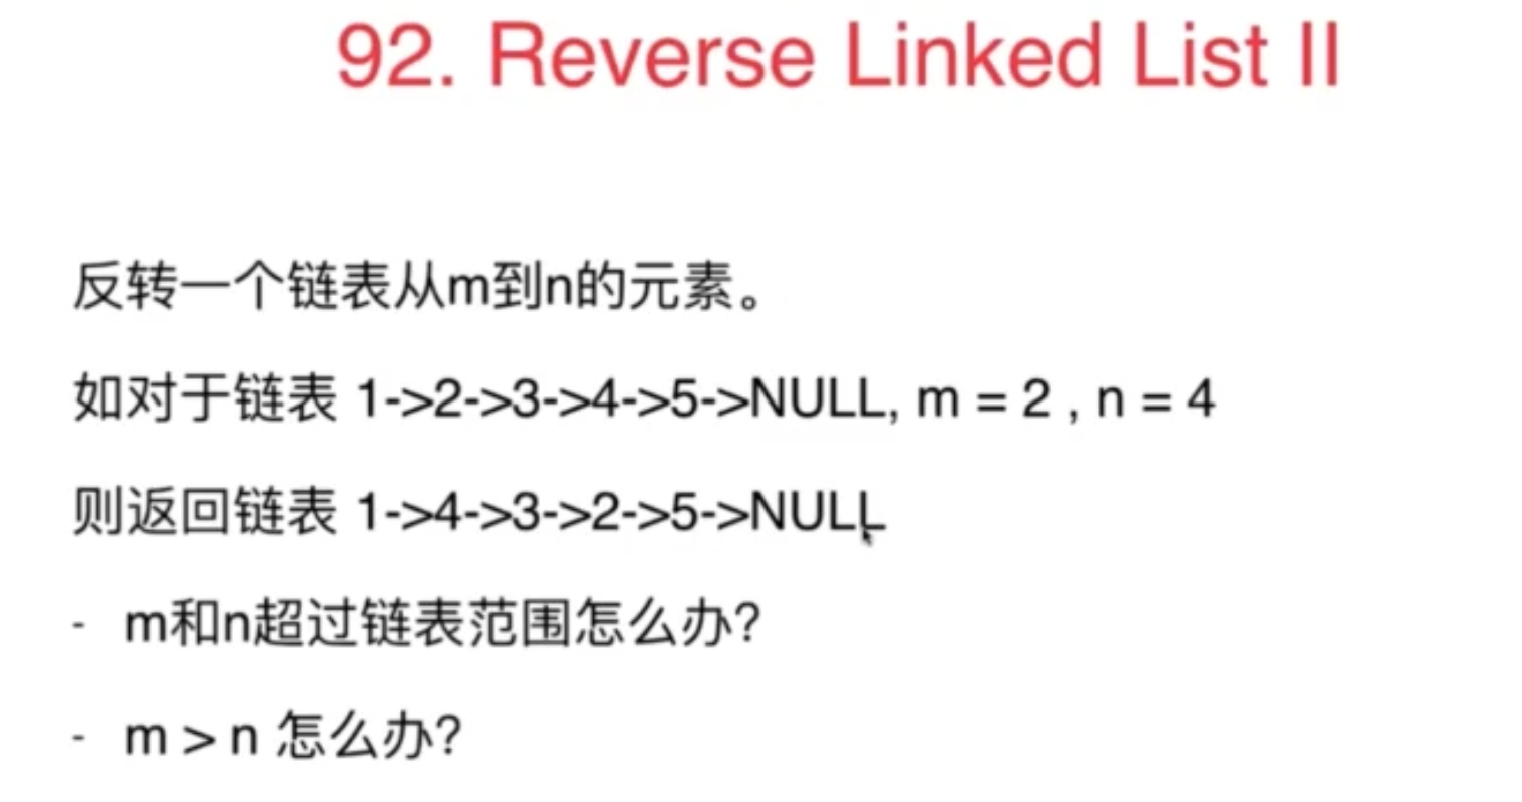 92. Reverse Linked List II
反转一个链表从m到n的元素。
如对于链表 1->2->3->4->5->NULL, m = 2 , n = 4
则返回链表 1->4->3->2->5->NULL
- m和n超过链表范围怎么办?
- m > n 怎么办?